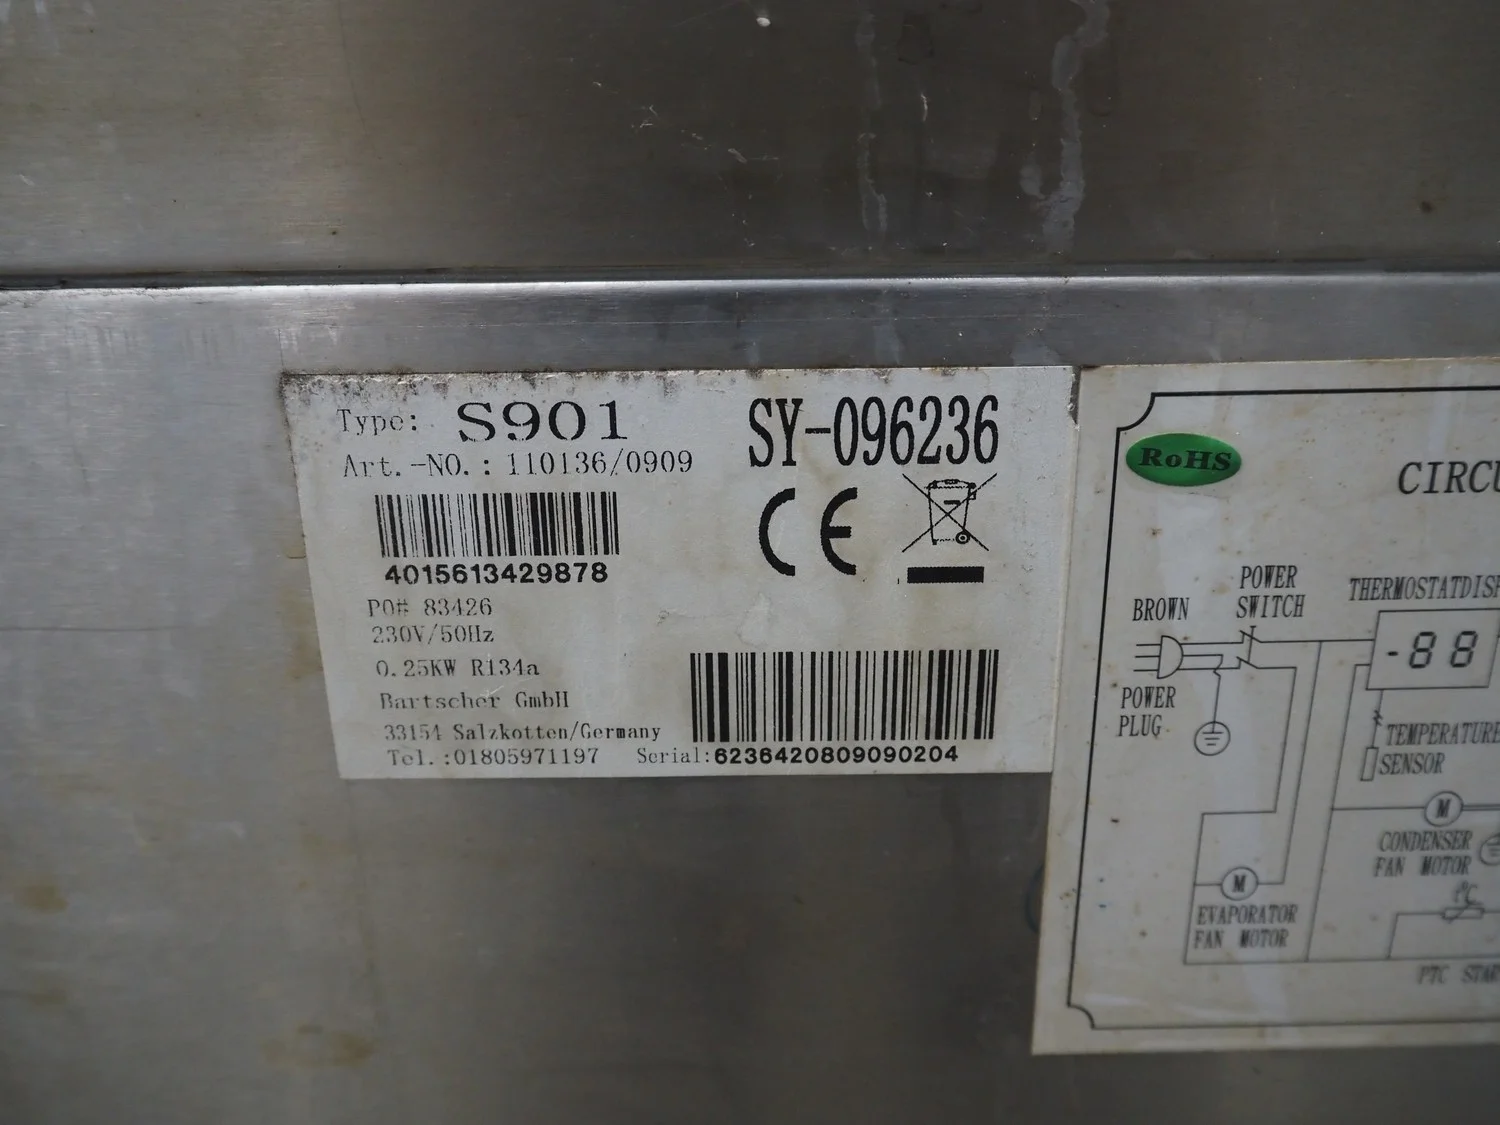 Type: S901
SY-096236
Art.-NO.: 110136/0909
4015613429878
PO# 83426
230V/50Hz
0.25KW R134a
Bartscher GmbH
33154 Salzkotten/Germany
Tel.:01805971197
Serial:6236420809090204
CE
RoHS
CIRCU
BROWN
POWER
SWITCH
THERMOSTATDISH
-88
POWER
PLUG
TEMPERATURE
SENSOR
M
CONDENSER
FAN MOTOR
M
EVAPORATOR
FAN MOTOR
t°C
PTC STAR